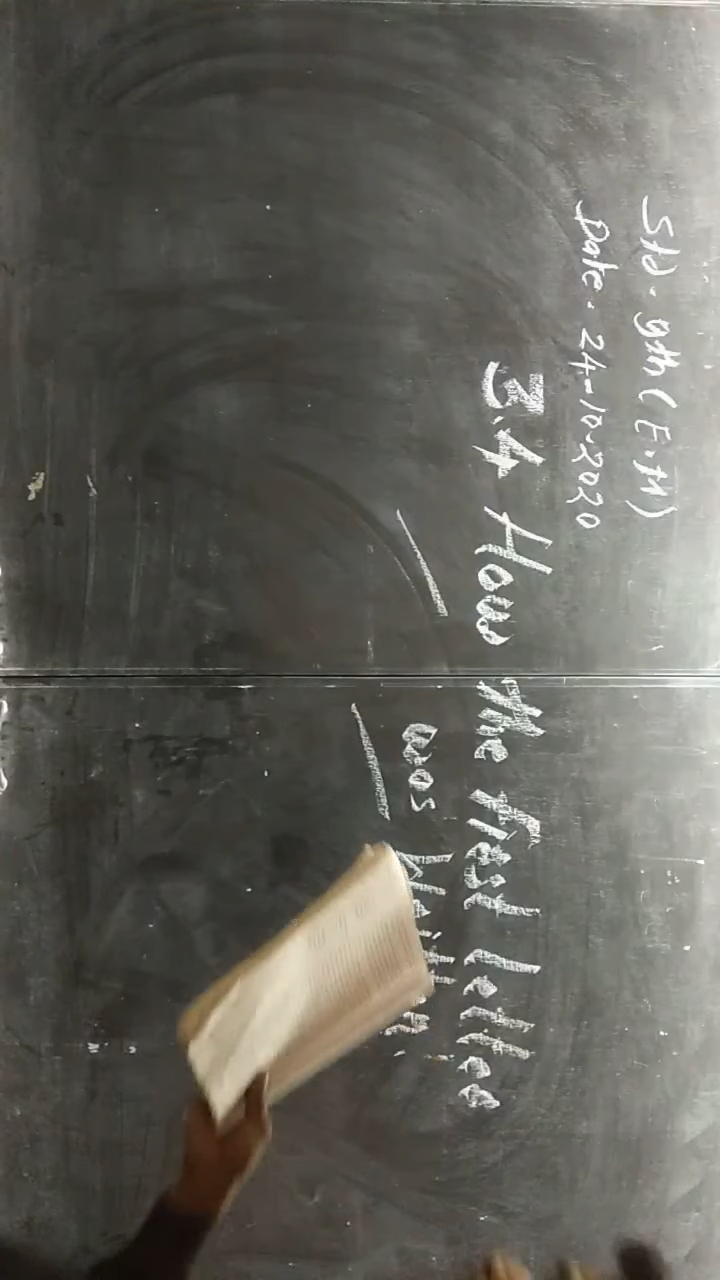 Std. 9th (E.M)
Date. 24-10-2020
3.4 How the first letter
was